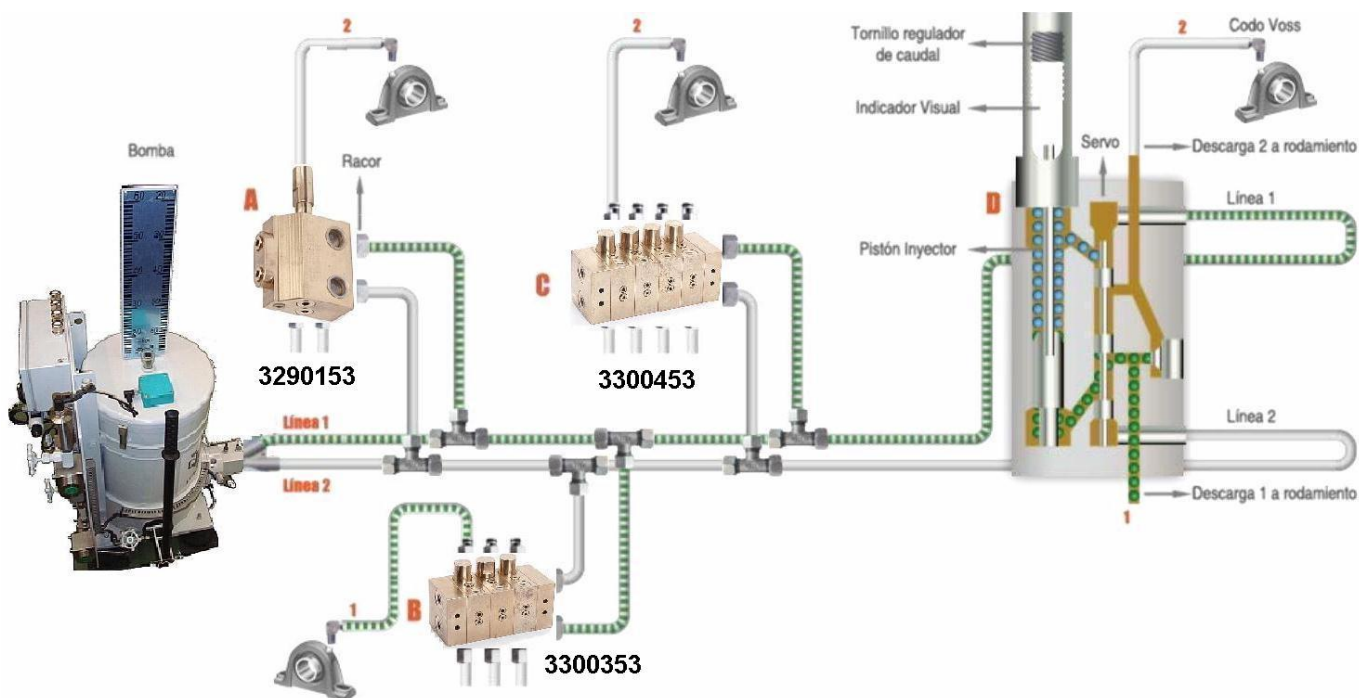 2
2
2
Codo Voss
Tornillo regulador
de caudal
Indicador Visual
Servo
Descarga 2 a rodamiento
Bomba
Racor
A
C
D
Línea 1
Pistón Inyector
3290153
3300453
Línea 1
Línea 2
Línea 2
Descarga 1 a rodamiento
1
1
B
3300353